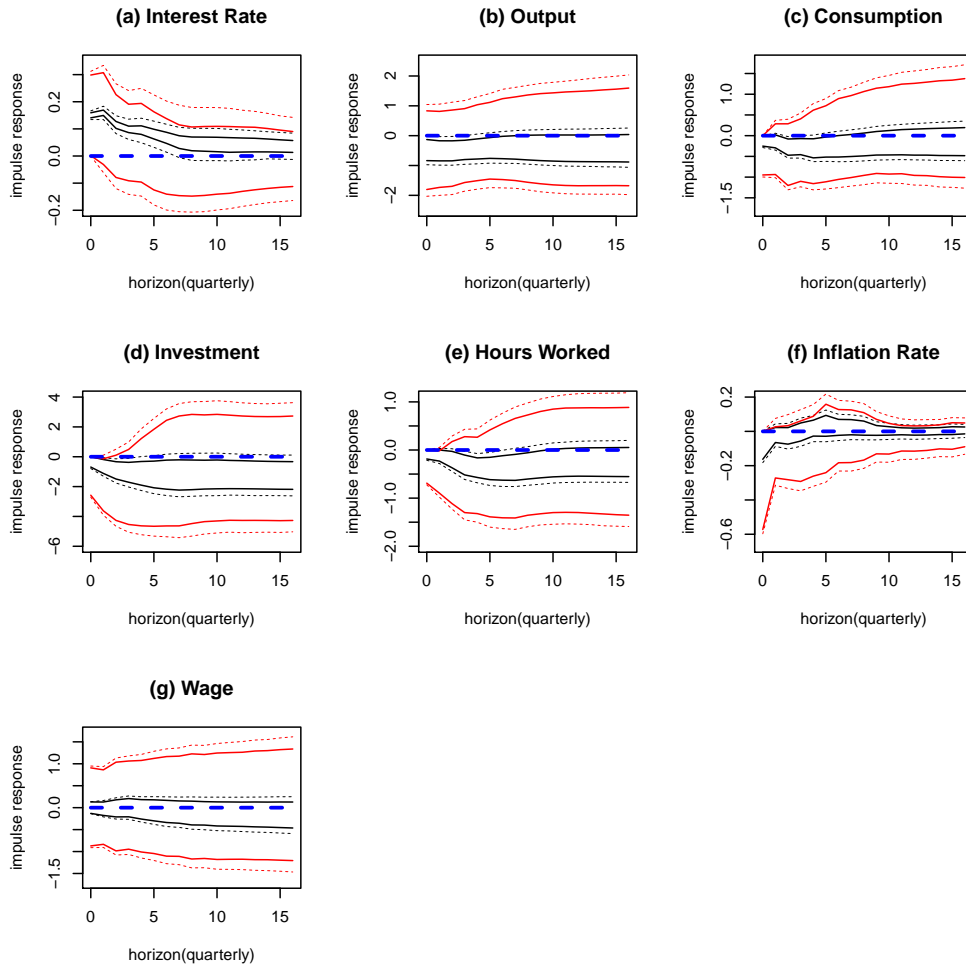 (a) Interest Rate
impulse response
−0.2 0.0 0.2
0 5 10 15
horizon(quarterly)
(b) Output
impulse response
−2 0 2
0 5 10 15
horizon(quarterly)
(c) Consumption
impulse response
−1.5 0.0 1.0
0 5 10 15
horizon(quarterly)
(d) Investment
impulse response
−6 −2 0 2 4
0 5 10 15
horizon(quarterly)
(e) Hours Worked
impulse response
−2.0 −1.0 0.0 1.0
0 5 10 15
horizon(quarterly)
(f) Inflation Rate
impulse response
−0.6 −0.2 0.2
0 5 10 15
horizon(quarterly)
(g) Wage
impulse response
−1.5 0.0 1.0
0 5 10 15
horizon(quarterly)